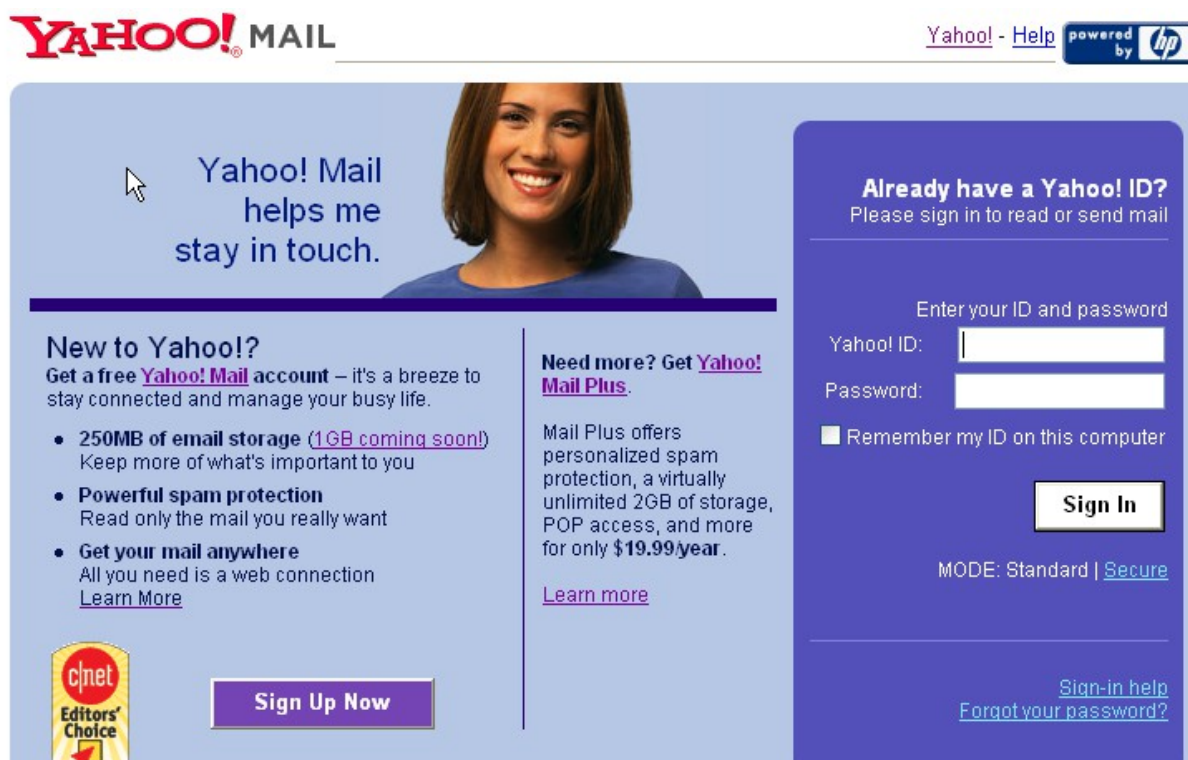 YAHOO! MAIL
Yahoo! - Help
powered
by hp
Yahoo! Mail
helps me
stay in touch.
New to Yahoo!?
Get a free Yahoo! Mail account – it's a breeze to
stay connected and manage your busy life.
• 250MB of email storage (1GB coming soon!)
Keep more of what's important to you
• Powerful spam protection
Read only the mail you really want
• Get your mail anywhere
All you need is a web connection
Learn More
c|net
Editors'
Choice
Sign Up Now
Need more? Get Yahoo!
Mail Plus.
Mail Plus offers
personalized spam
protection, a virtually
unlimited 2GB of storage,
POP access, and more
for only $19.99/year.
Learn more
Already have a Yahoo! ID?
Please sign in to read or send mail
Enter your ID and password
Yahoo! ID:
Password:
Remember my ID on this computer
Sign In
MODE: Standard | Secure
Sign-in help
Forgot your password?